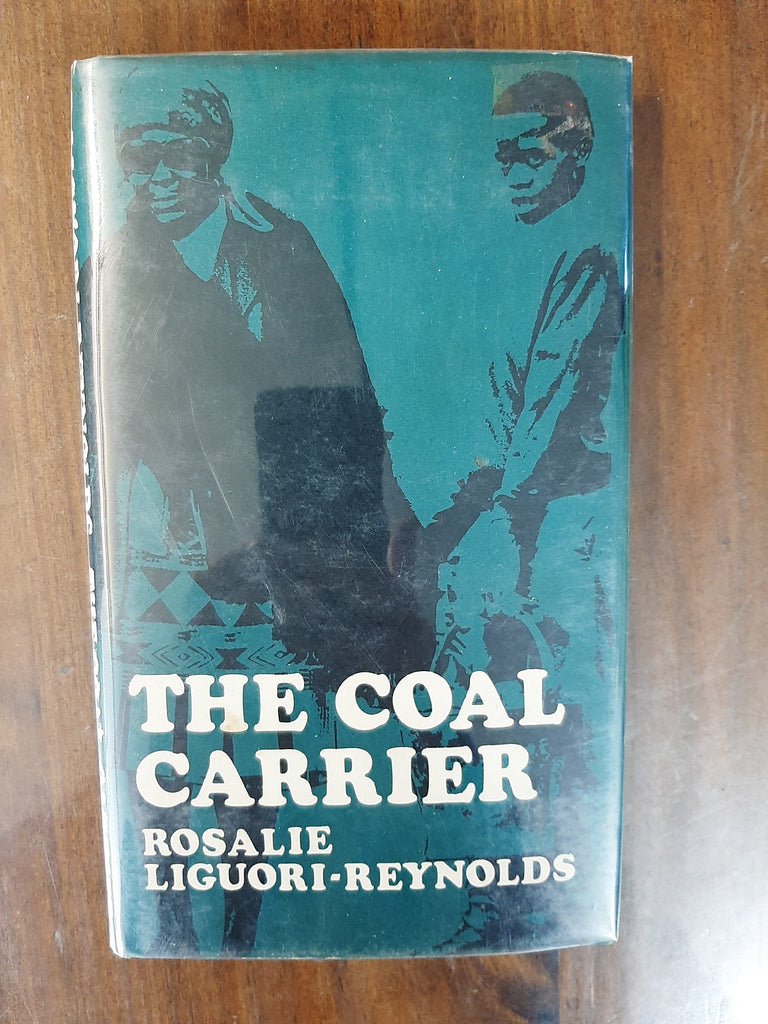 THE COAL
CARRIER
ROSALIE
LIGUORI-REYNOLDS